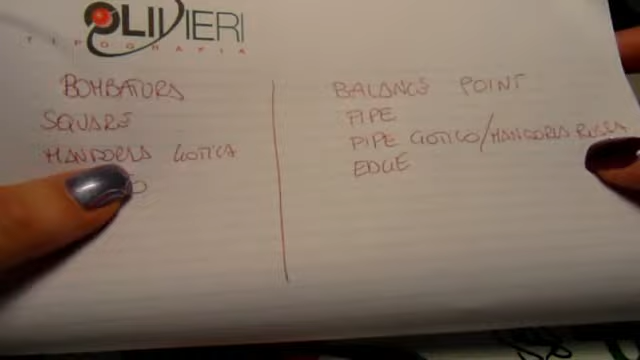 OLIVIERI
TIPOGRAFIA
BOMBATURA
SQUARE
MANDORLA GOTICA
BALANCE POINT
PIPE
PIPE GOTICO/MANDORLA RUSSA
EDGE